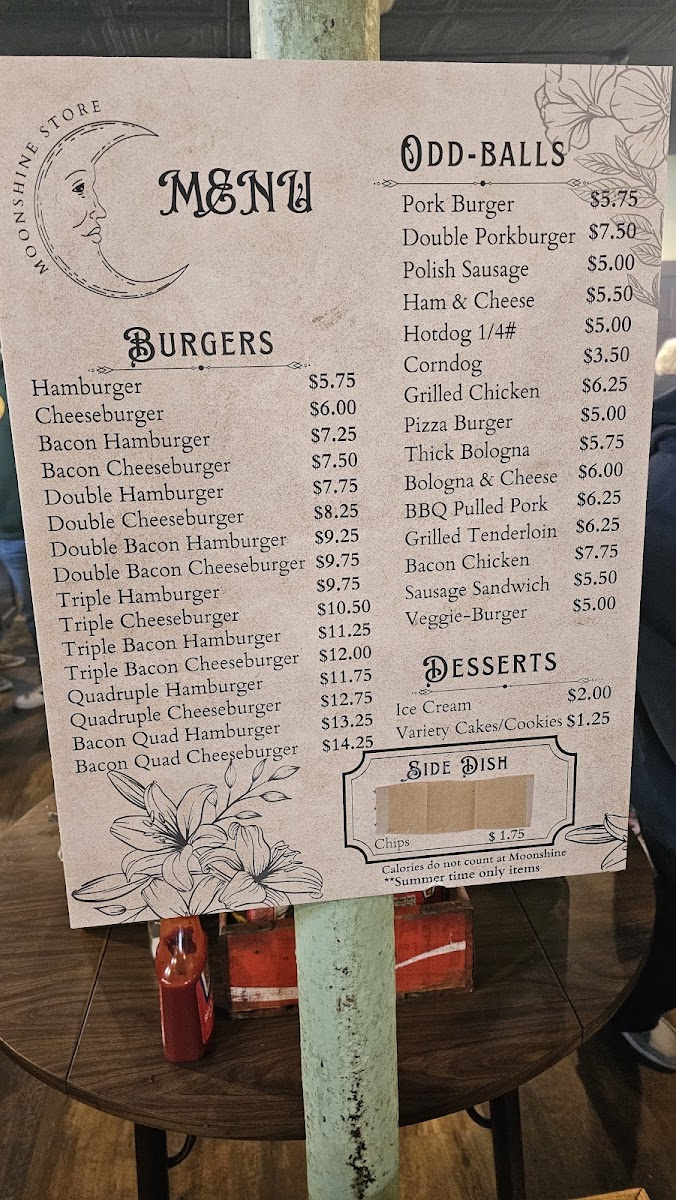 MOONSHINE STORE
MENU
BURGERS
Hamburger $5.75
Cheeseburger $6.00
Bacon Hamburger $7.25
Bacon Cheeseburger $7.50
Double Hamburger $7.75
Double Cheeseburger $8.25
Double Bacon Hamburger $9.25
Double Bacon Cheeseburger $9.75
Triple Hamburger $9.75
Triple Cheeseburger $10.50
Triple Bacon Hamburger $11.25
Triple Bacon Cheeseburger $12.00
Quadruple Hamburger $11.75
Quadruple Cheeseburger $12.75
Bacon Quad Hamburger $13.25
Bacon Quad Cheeseburger $14.25
ODD-BALLS
Pork Burger $5.75
Double Porkburger $7.50
Polish Sausage $5.00
Ham & Cheese $5.50
Hotdog 1/4# $5.00
Corndog $3.50
Grilled Chicken $6.25
Pizza Burger $5.00
Thick Bologna $5.75
Bologna & Cheese $6.00
BBQ Pulled Pork $6.25
Grilled Tenderloin $6.25
Bacon Chicken $7.75
Sausage Sandwich $5.50
Veggie-Burger $5.00
DESSERTS
Ice Cream $2.00
Variety Cakes/Cookies $1.25
SIDE DISH
Chips $1.75
Calories do not count at Moonshine
**Summer time only items